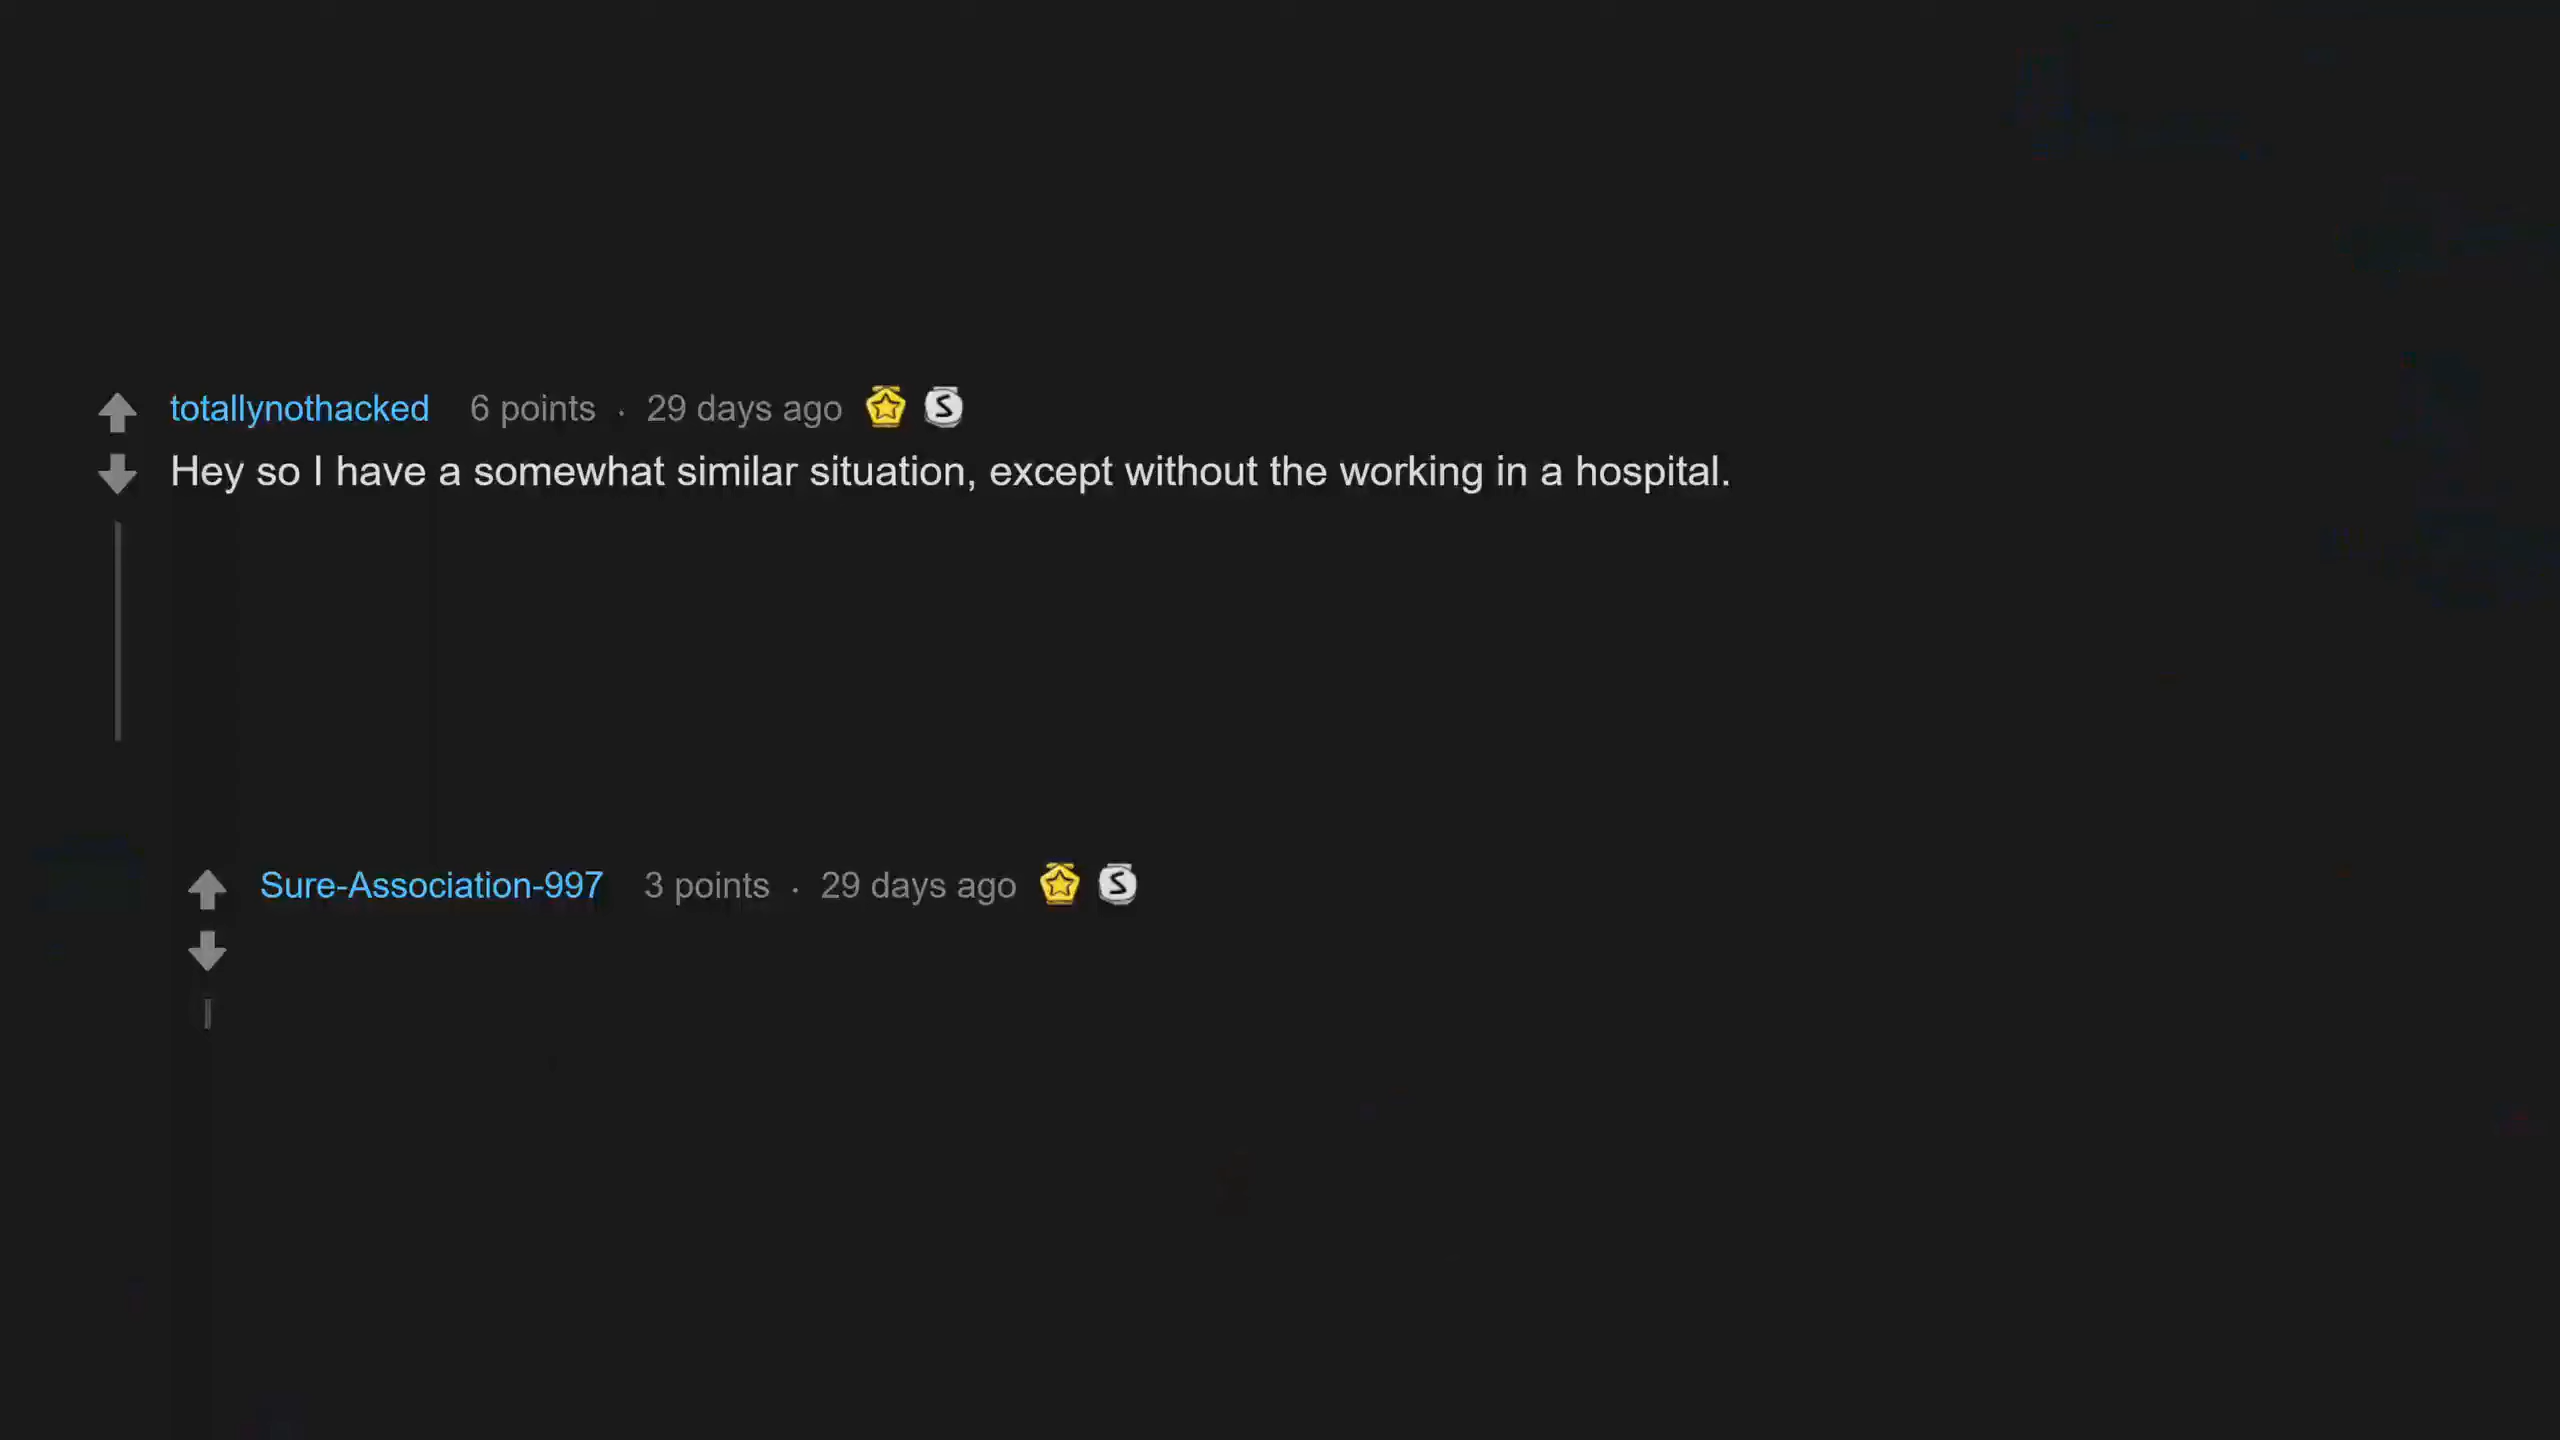 totallynothacked 6 points · 29 days ago S
Hey so I have a somewhat similar situation, except without the working in a hospital.
Sure-Association-997 3 points · 29 days ago S